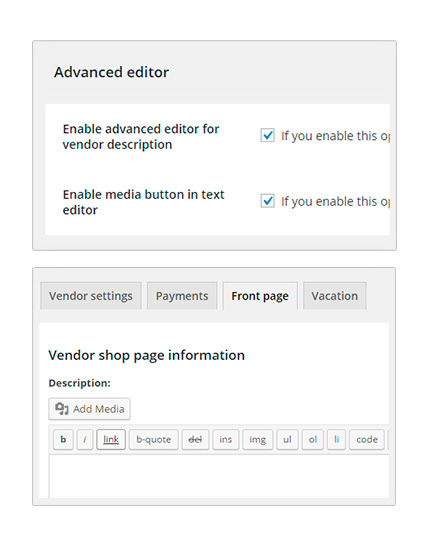 Advanced editor
Enable advanced editor for
vendor description
If you enable this
Enable media button in text
editor
If you enable this
Vendor settings Payments Front page Vacation
Vendor shop page information
Description:
Add Media
b i link b-quote del ins img ul ol li code